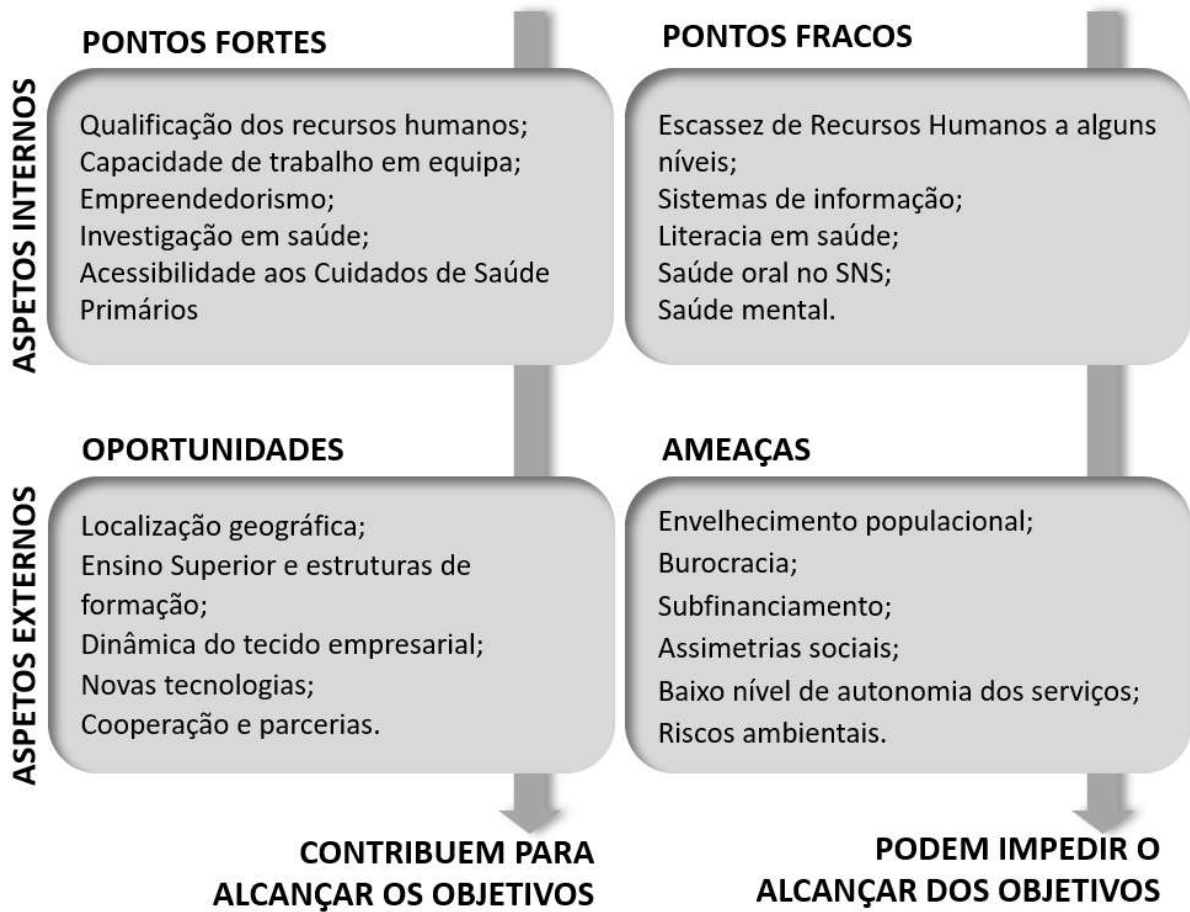 PONTOS FORTES
ASPETOS INTERNOS
Qualificação dos recursos humanos;
Capacidade de trabalho em equipa;
Empreendedorismo;
Investigação em saúde;
Acessibilidade aos Cuidados de Saúde
Primários
PONTOS FRACOS
Escassez de Recursos Humanos a alguns
níveis;
Sistemas de informação;
Literacia em saúde;
Saúde oral no SNS;
Saúde mental.
OPORTUNIDADES
ASPETOS EXTERNOS
Localização geográfica;
Ensino Superior e estruturas de
formação;
Dinâmica do tecido empresarial;
Novas tecnologias;
Cooperação e parcerias.
AMEAÇAS
Envelhecimento populacional;
Burocracia;
Subfinanciamento;
Assimetrias sociais;
Baixo nível de autonomia dos serviços;
Riscos ambientais.
CONTRIBUEM PARA
ALCANÇAR OS OBJETIVOS
PODEM IMPEDIR O
ALCANÇAR DOS OBJETIVOS